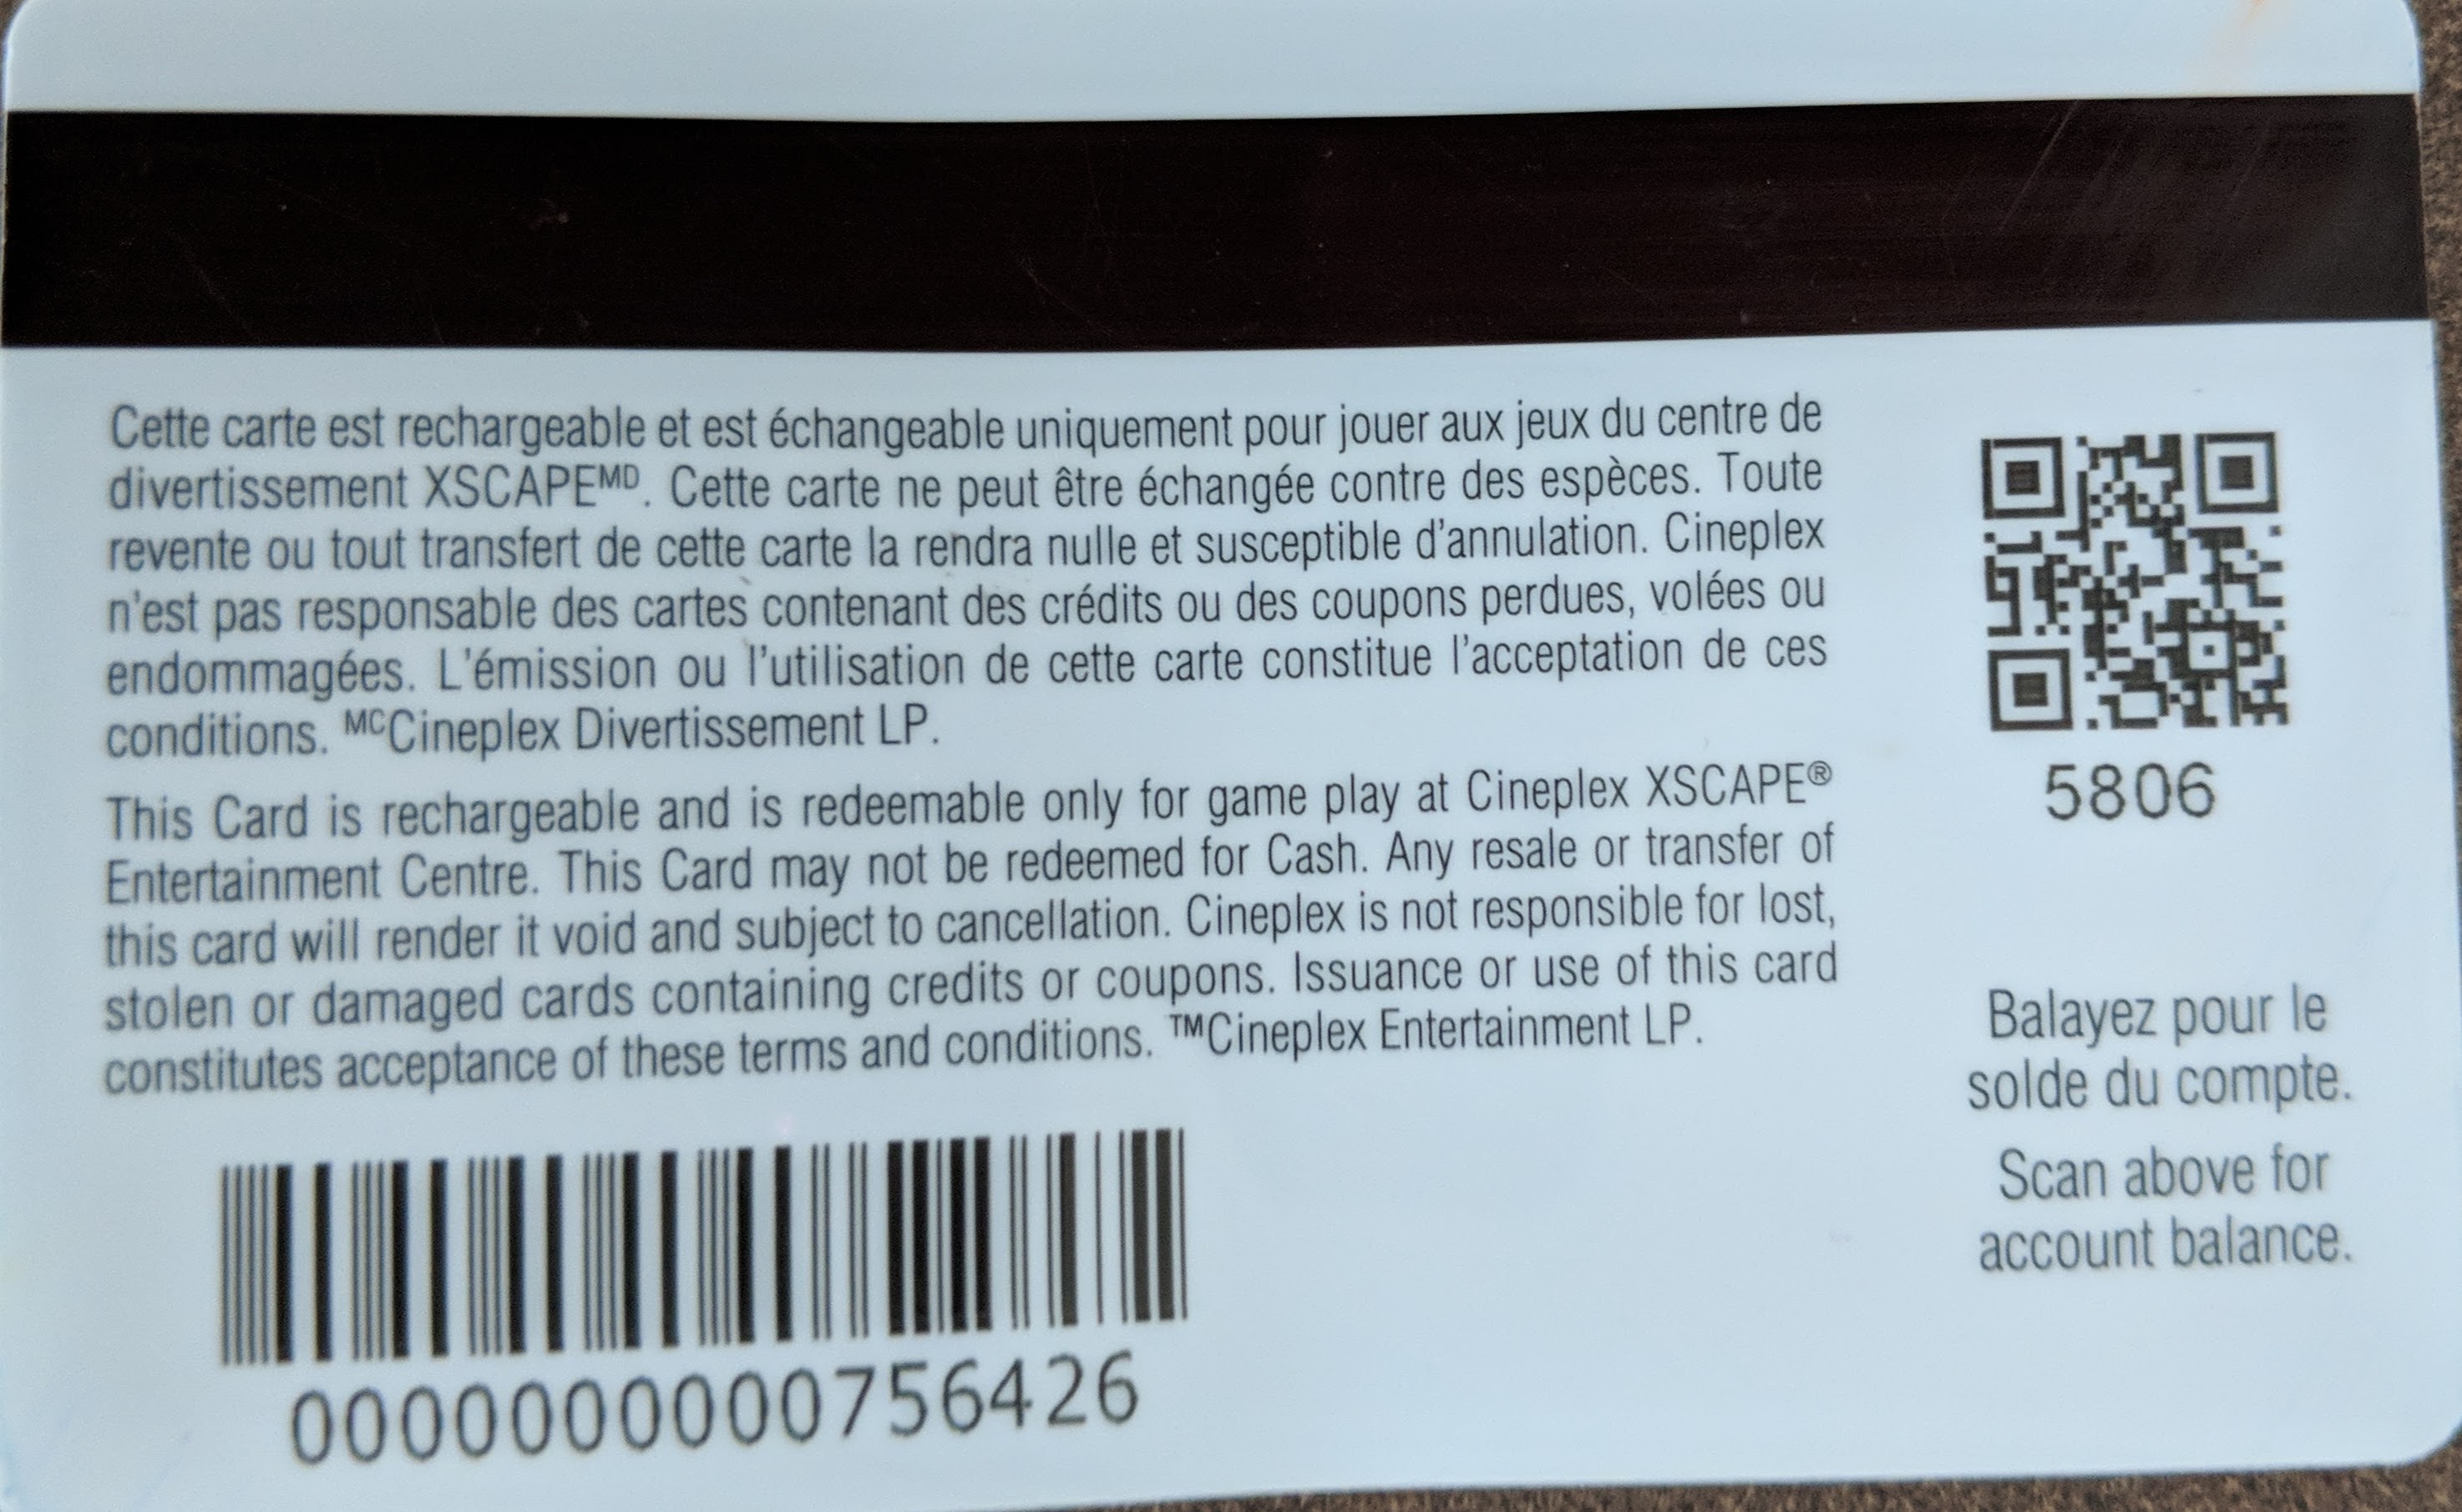 Cette carte est rechargeable et est échangeable uniquement pour jouer aux jeux du centre de
divertissement XSCAPEᴹᴰ. Cette carte ne peut être échangée contre des espèces. Toute
revente ou tout transfert de cette carte la rendra nulle et susceptible d'annulation. Cineplex
n'est pas responsable des cartes contenant des crédits ou des coupons perdues, volées ou
endommagées. L'émission ou l'utilisation de cette carte constitue l'acceptation de ces
conditions. ᴹᶜCineplex Divertissement LP.
This Card is rechargeable and is redeemable only for game play at Cineplex XSCAPE®
Entertainment Centre. This Card may not be redeemed for Cash. Any resale or transfer of
this card will render it void and subject to cancellation. Cineplex is not responsible for lost,
stolen or damaged cards containing credits or coupons. Issuance or use of this card
constitutes acceptance of these terms and conditions. ™Cineplex Entertainment LP.
0000000000756426
5806
Balayez pour le
solde du compte.
Scan above for
account balance.